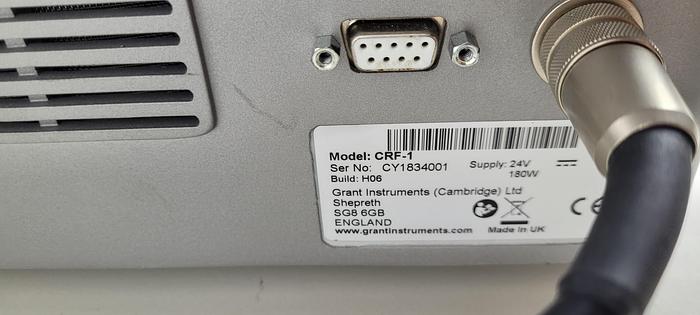 Model: CRF-1
Ser No: CY1834001
Supply: 24V
180W
Build: H06
Grant Instruments (Cambridge) Ltd
Shepreth
SG8 6GB
ENGLAND
www.grantinstruments.com
Made in UK
CE